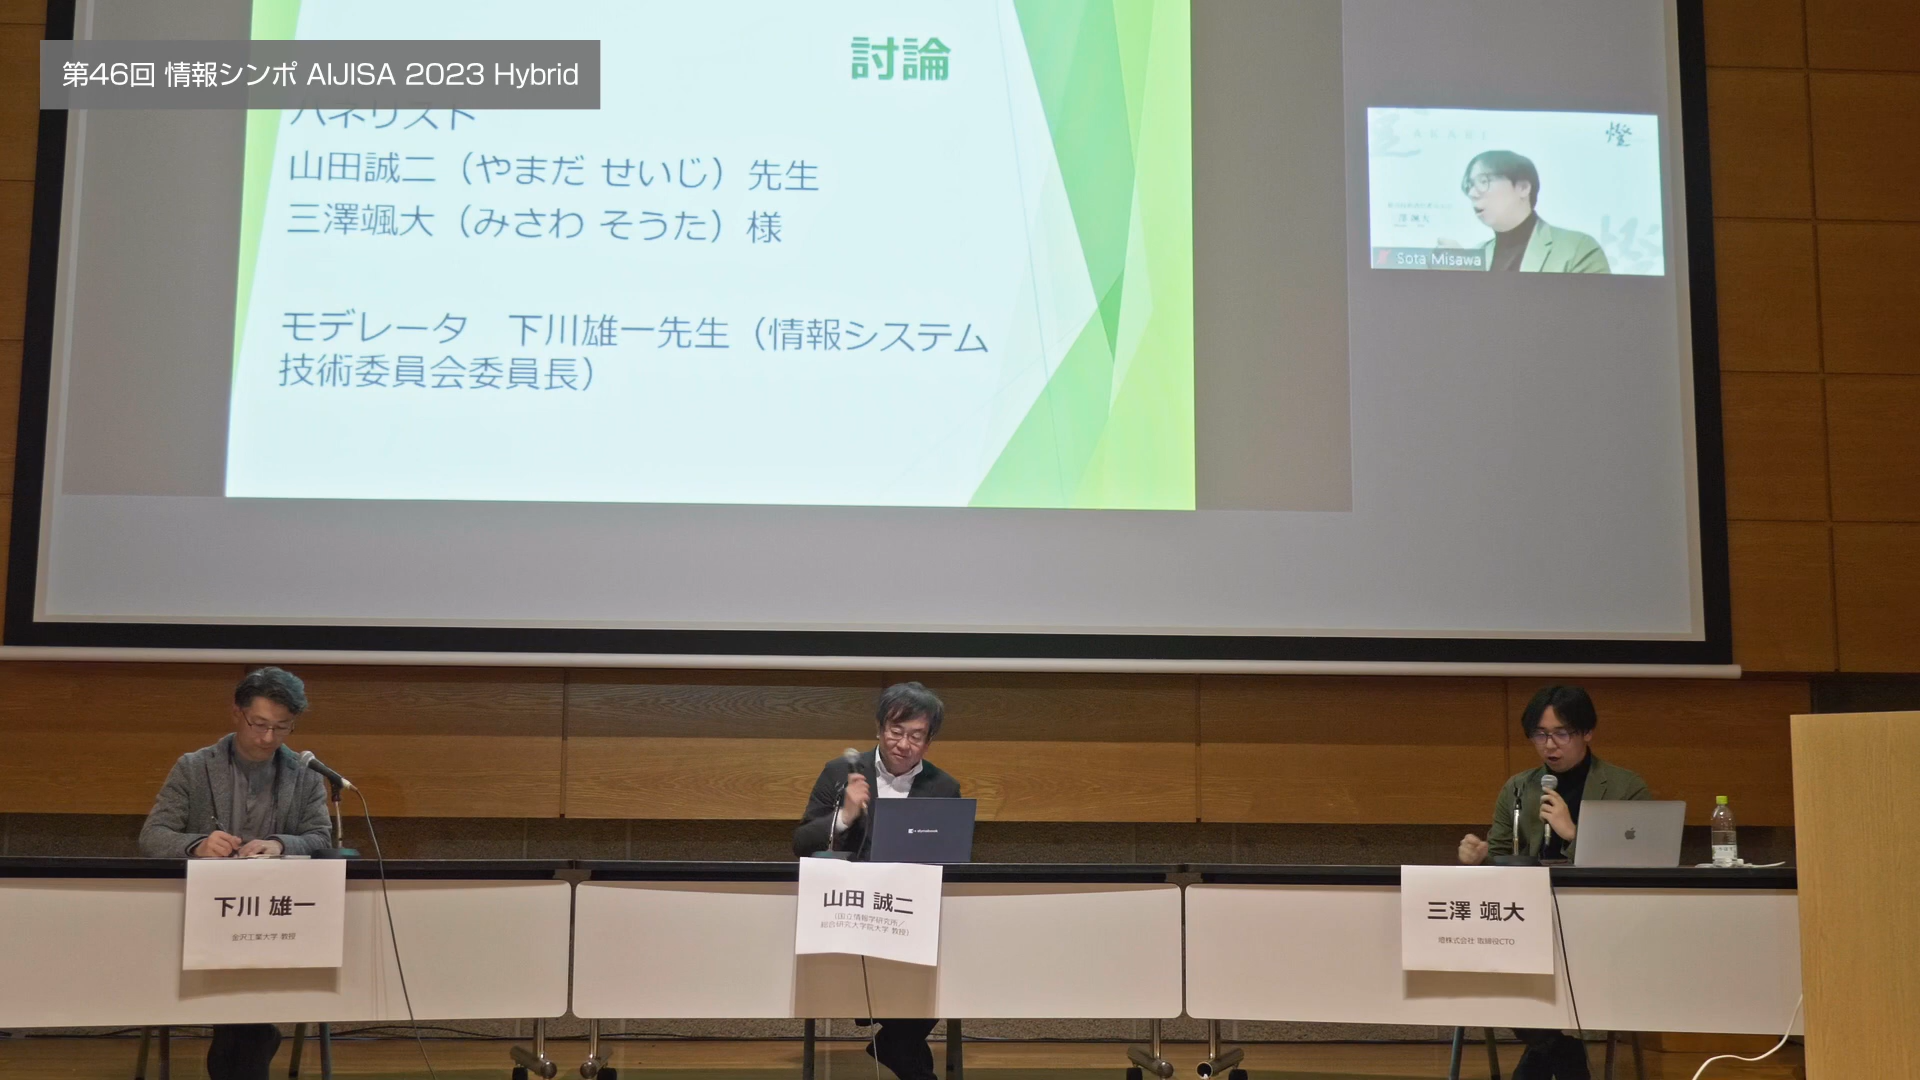 第46回 情報シンポ AIJISA 2023 Hybrid
討論
パネリスト
山田誠二（やまだ せいじ）先生
三澤颯大（みさわ そうた）様
モデレータ　下川雄一先生（情報システム
技術委員会委員長）
AKARI
燈
Sota Misawa
下川 雄一
金沢工業大学 教授
山田 誠二
（国立情報学研究所／
総合研究大学院大学 教授）
三澤 颯大
燈株式会社 取締役CTO
dynabook